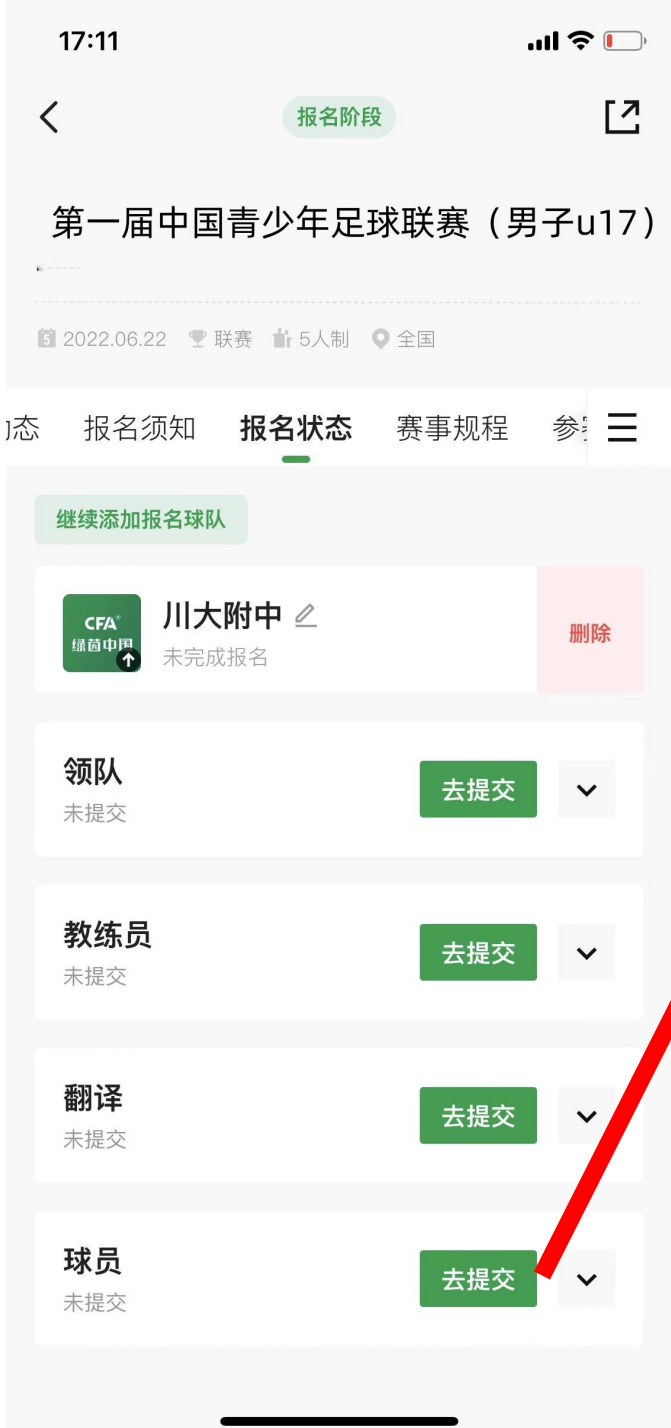 17:11
报名阶段
第一届中国青少年足球联赛（男子u17）
5 2022.06.22 联赛 5人制 全国
动态 报名须知 报名状态 赛事规程
继续添加报名球队
CFA
绿茵中国
川大附中
未完成报名
删除
领队
未提交
去提交
教练员
未提交
去提交
翻译
未提交
去提交
球员
未提交
去提交